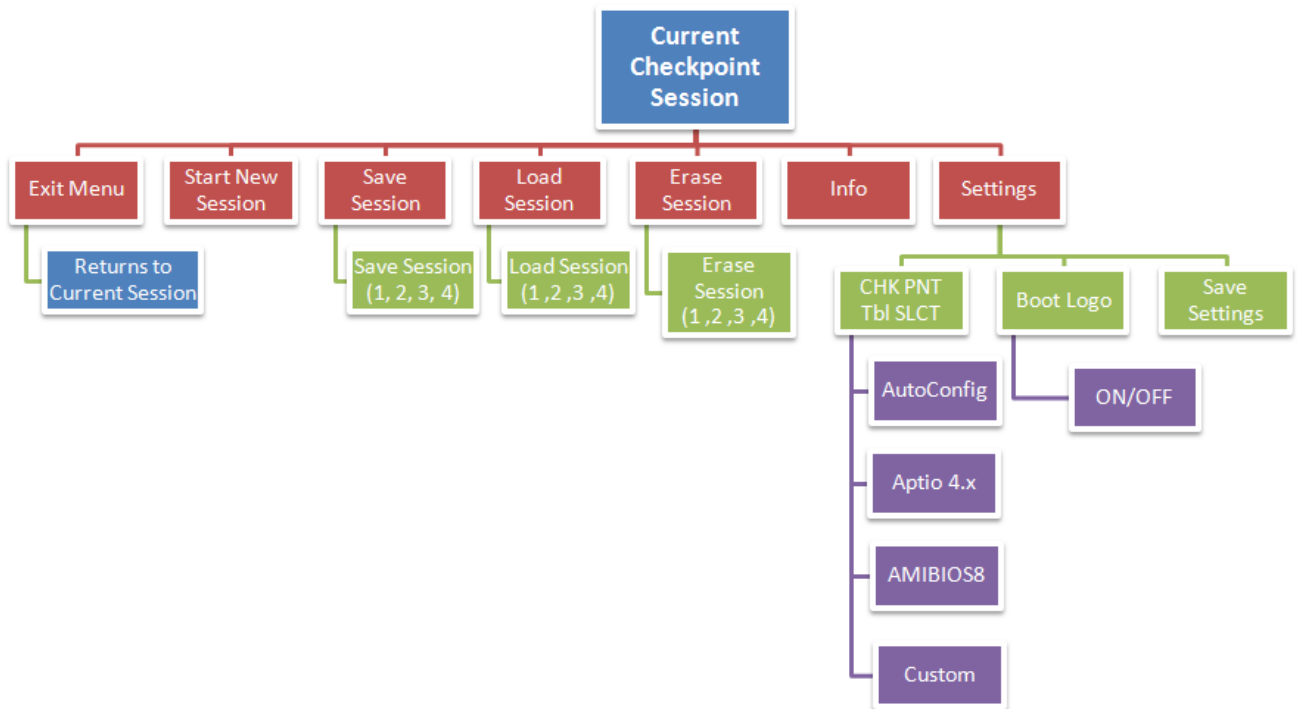 Current
Checkpoint
Session
Exit Menu
Start New
Session
Save
Session
Load
Session
Erase
Session
Info
Settings
Returns to
Current Session
Save Session
(1, 2, 3, 4)
Load Session
(1 ,2 ,3 ,4)
Erase
Session
(1 ,2 ,3 ,4)
CHK PNT
Tbl SLCT
Boot Logo
Save
Settings
AutoConfig
ON/OFF
Aptio 4.x
AMIBIOS8
Custom